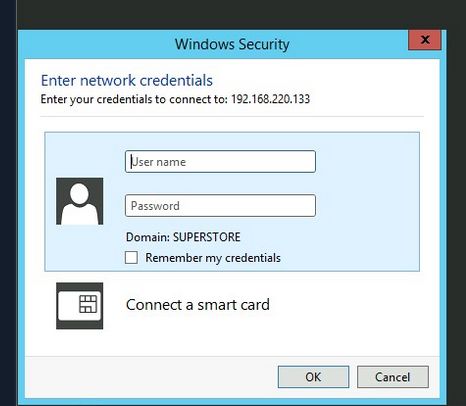 Windows Security
x
Enter network credentials
Enter your credentials to connect to: 192.168.220.133
User name
Password
Domain: SUPERSTORE
Remember my credentials
Connect a smart card
OK
Cancel